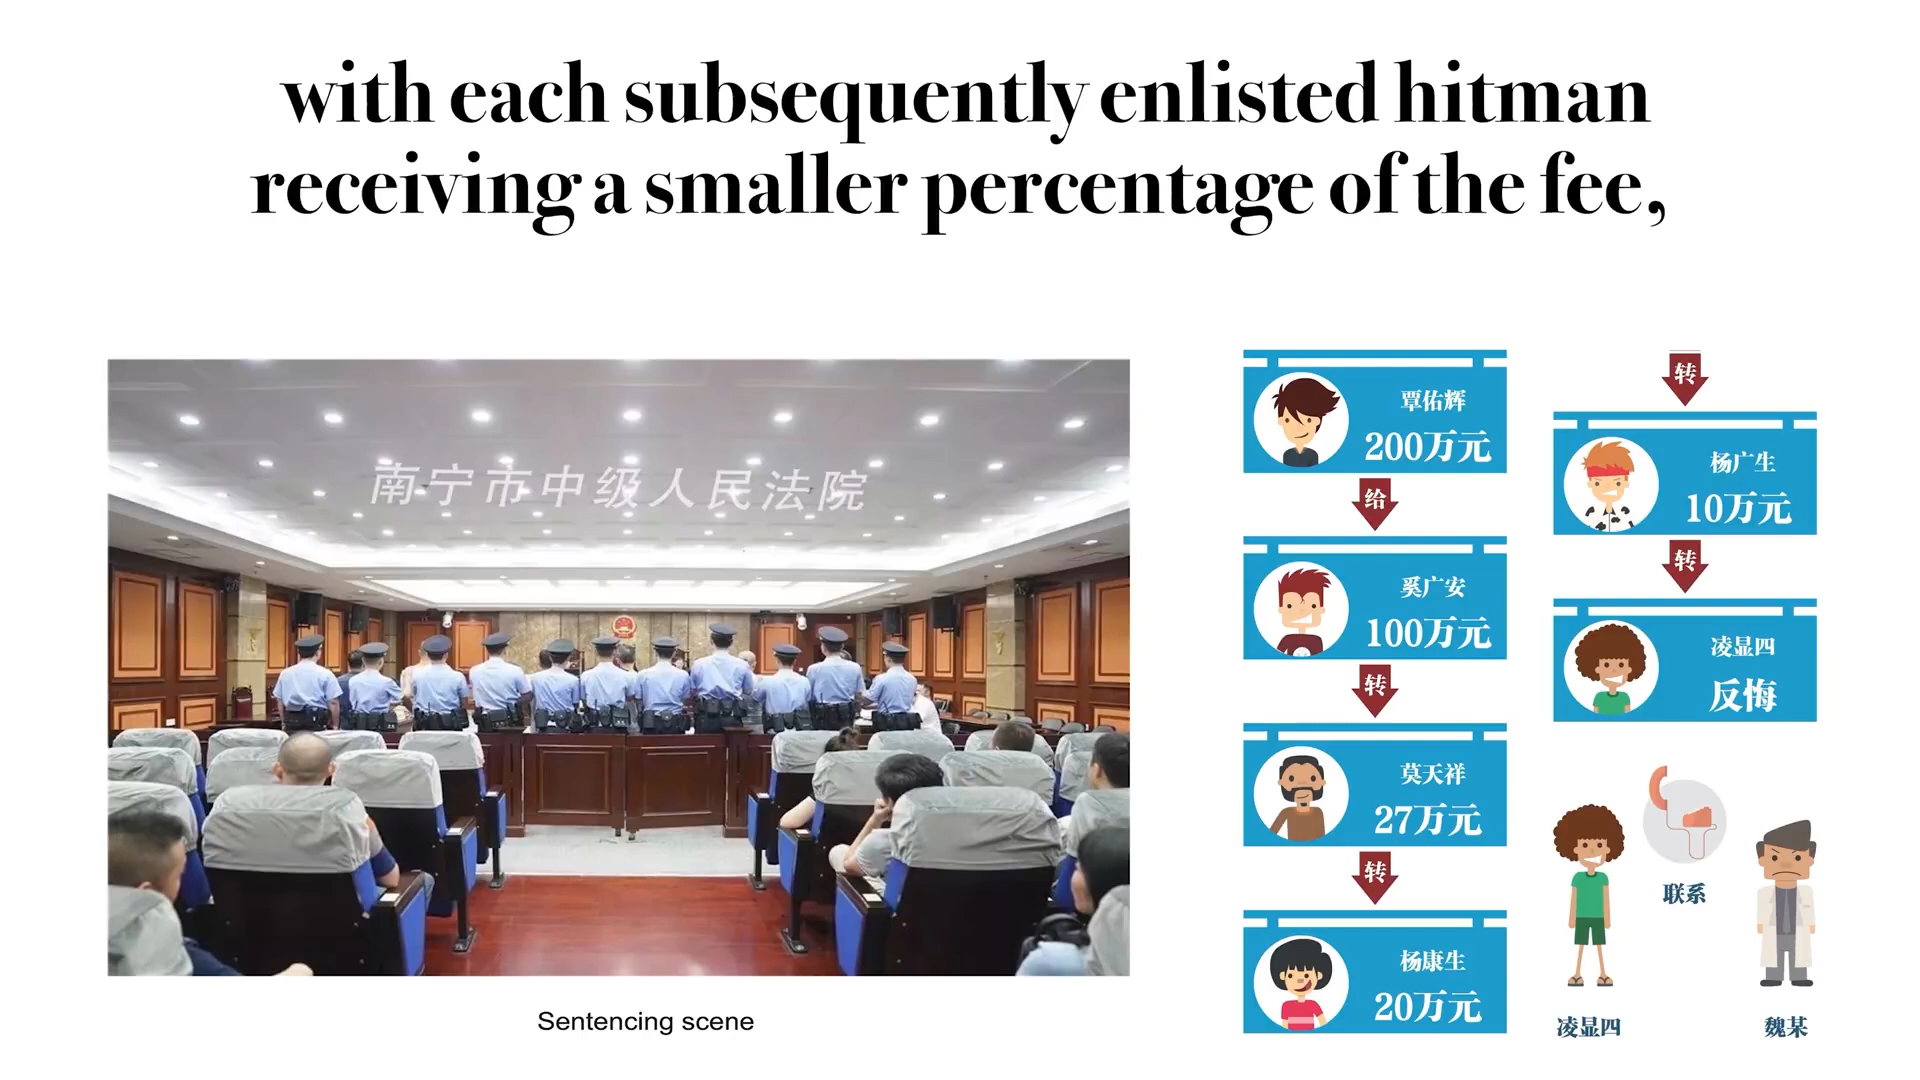 with each subsequently enlisted hitman
receiving a smaller percentage of the fee,
南宁市中级人民法院
Sentencing scene
覃佑辉
200万元
给
奚广安
100万元
转
莫天祥
27万元
转
杨康生
20万元
转
杨广生
10万元
转
凌显四
反悔
联系
凌显四
魏某